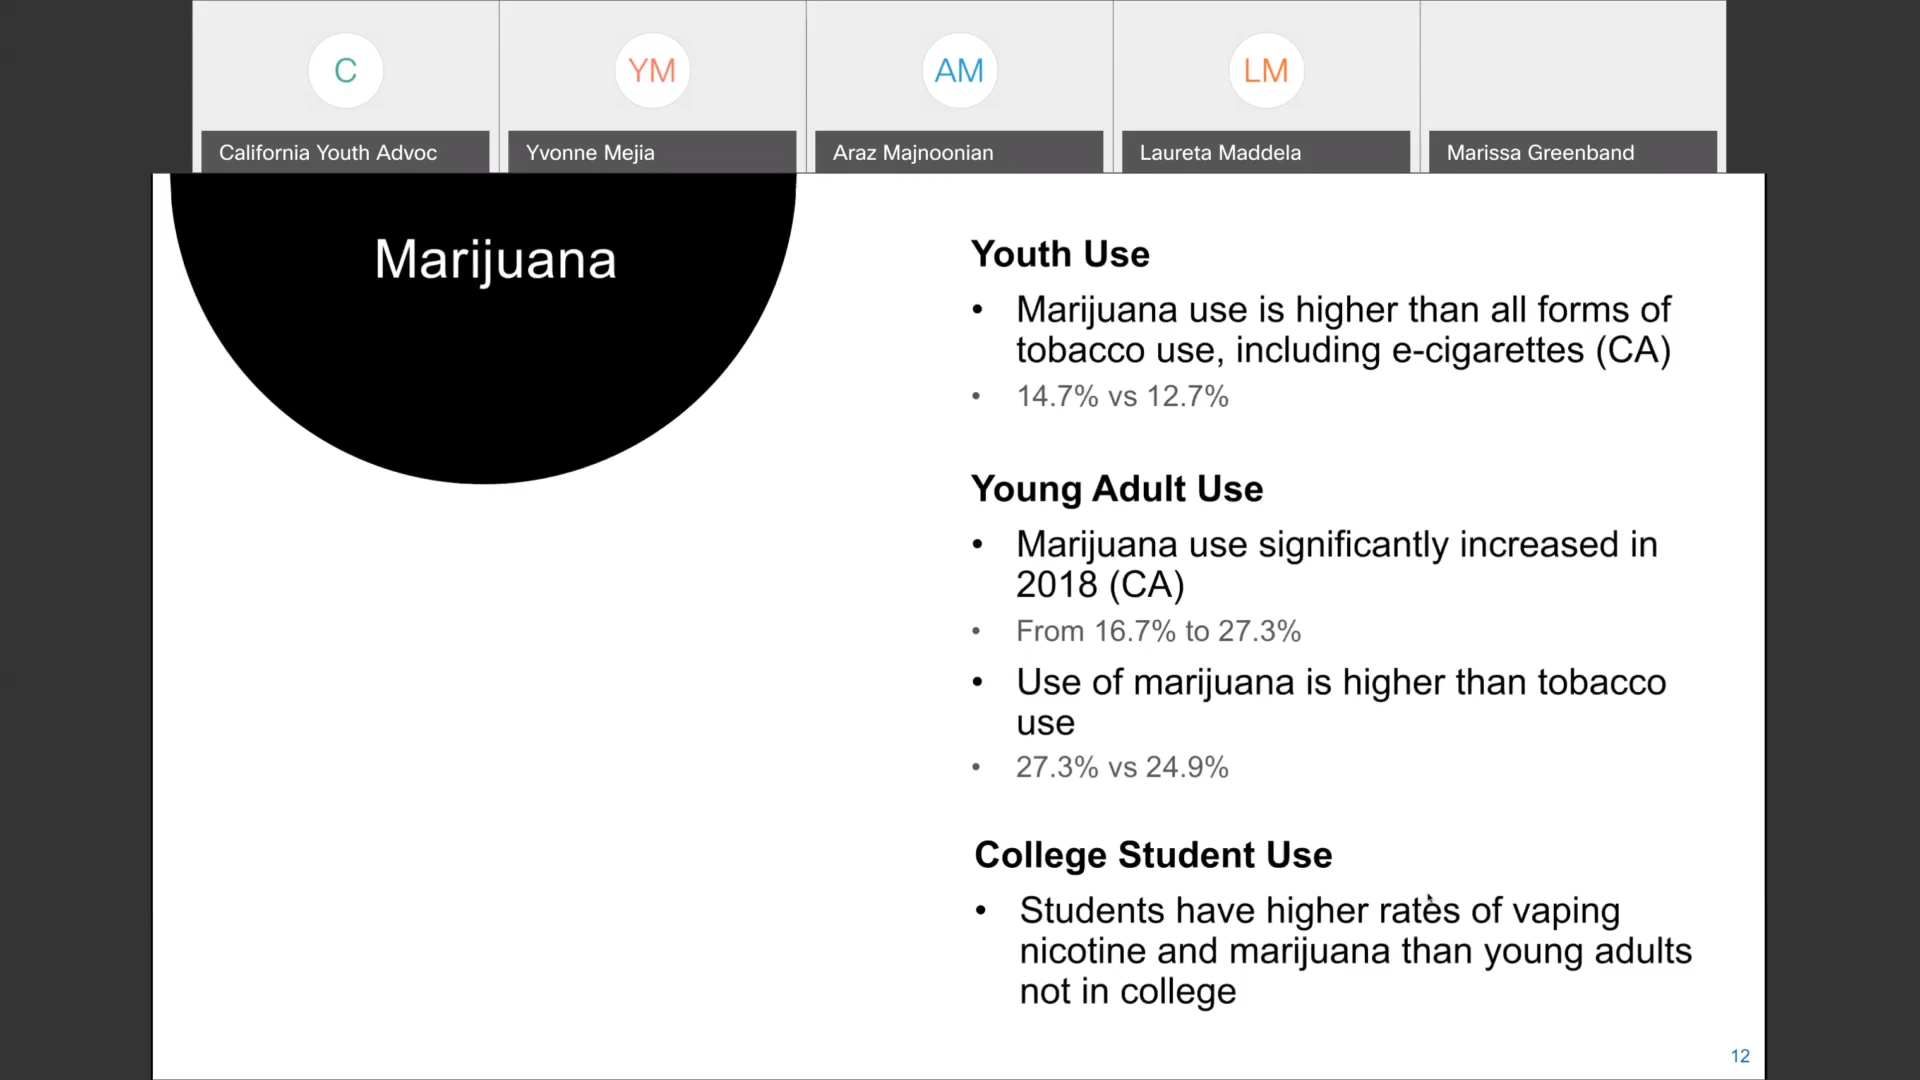 C
YM
AM
LM
California Youth Advoc
Yvonne Mejia
Araz Majnoonian
Laureta Maddela
Marissa Greenband
Marijuana
Youth Use
• Marijuana use is higher than all forms of
tobacco use, including e-cigarettes (CA)
• 14.7% vs 12.7%
Young Adult Use
• Marijuana use significantly increased in
2018 (CA)
• From 16.7% to 27.3%
• Use of marijuana is higher than tobacco
use
• 27.3% vs 24.9%
College Student Use
• Students have higher rates of vaping
nicotine and marijuana than young adults
not in college
12